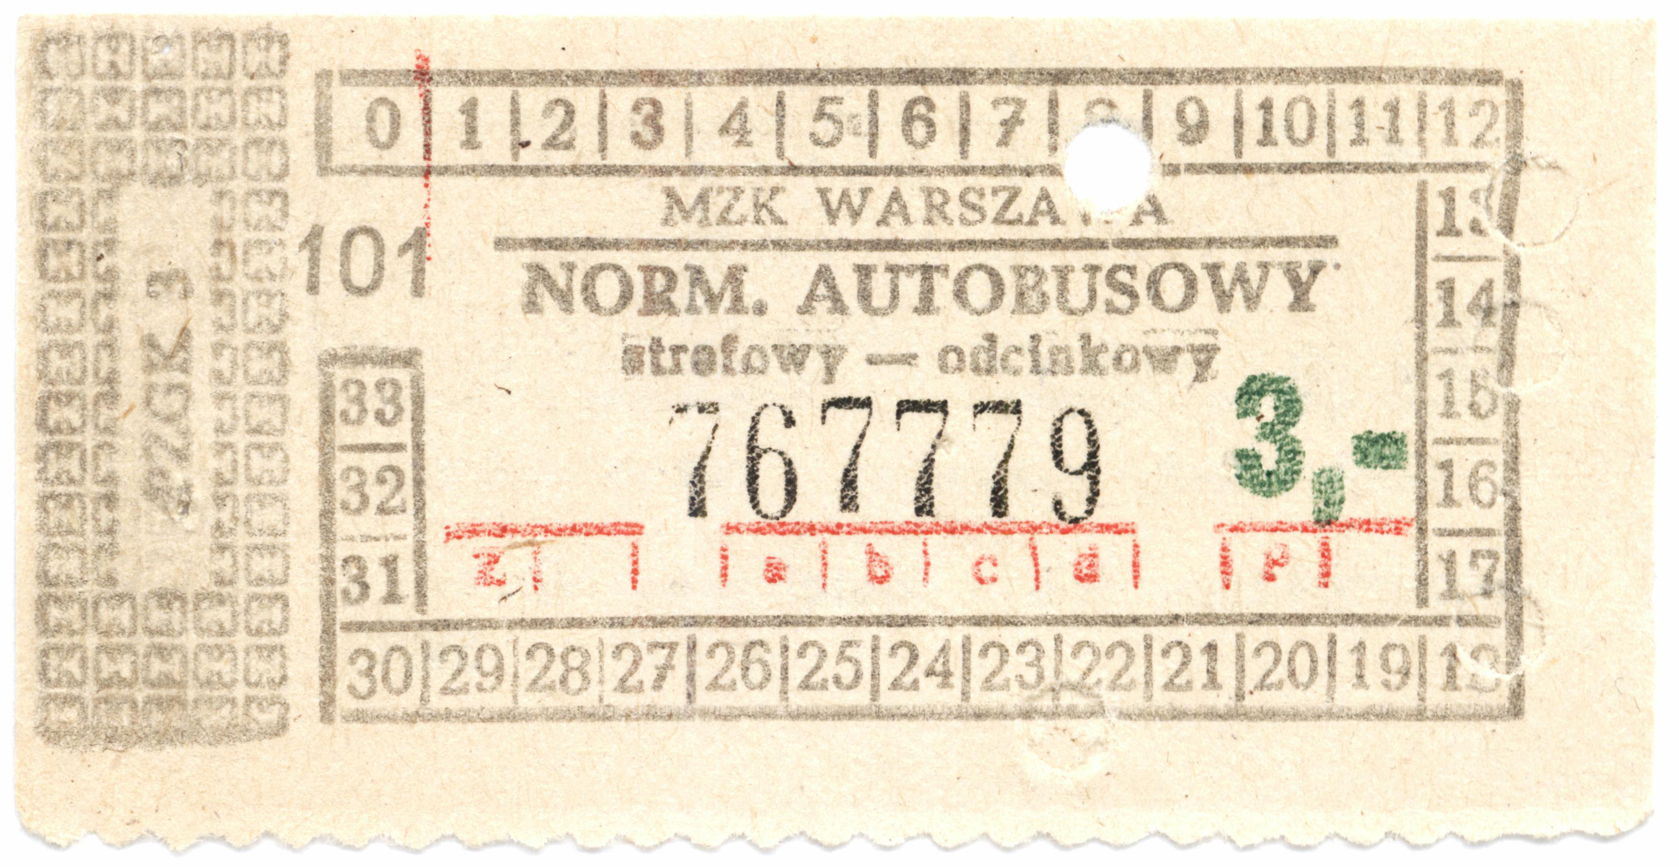 0 1 2 3 4 5 6 7 8 9 10 11 12
MZK WARSZAWA
13
101
NORM. AUTOBUSOWY
14
strefowy — odcinkowy
33
15
767779
3,-
32
16
z a b c d P
31
17
30 29 28 27 26 25 24 23 22 21 20 19 18
PZGK 3